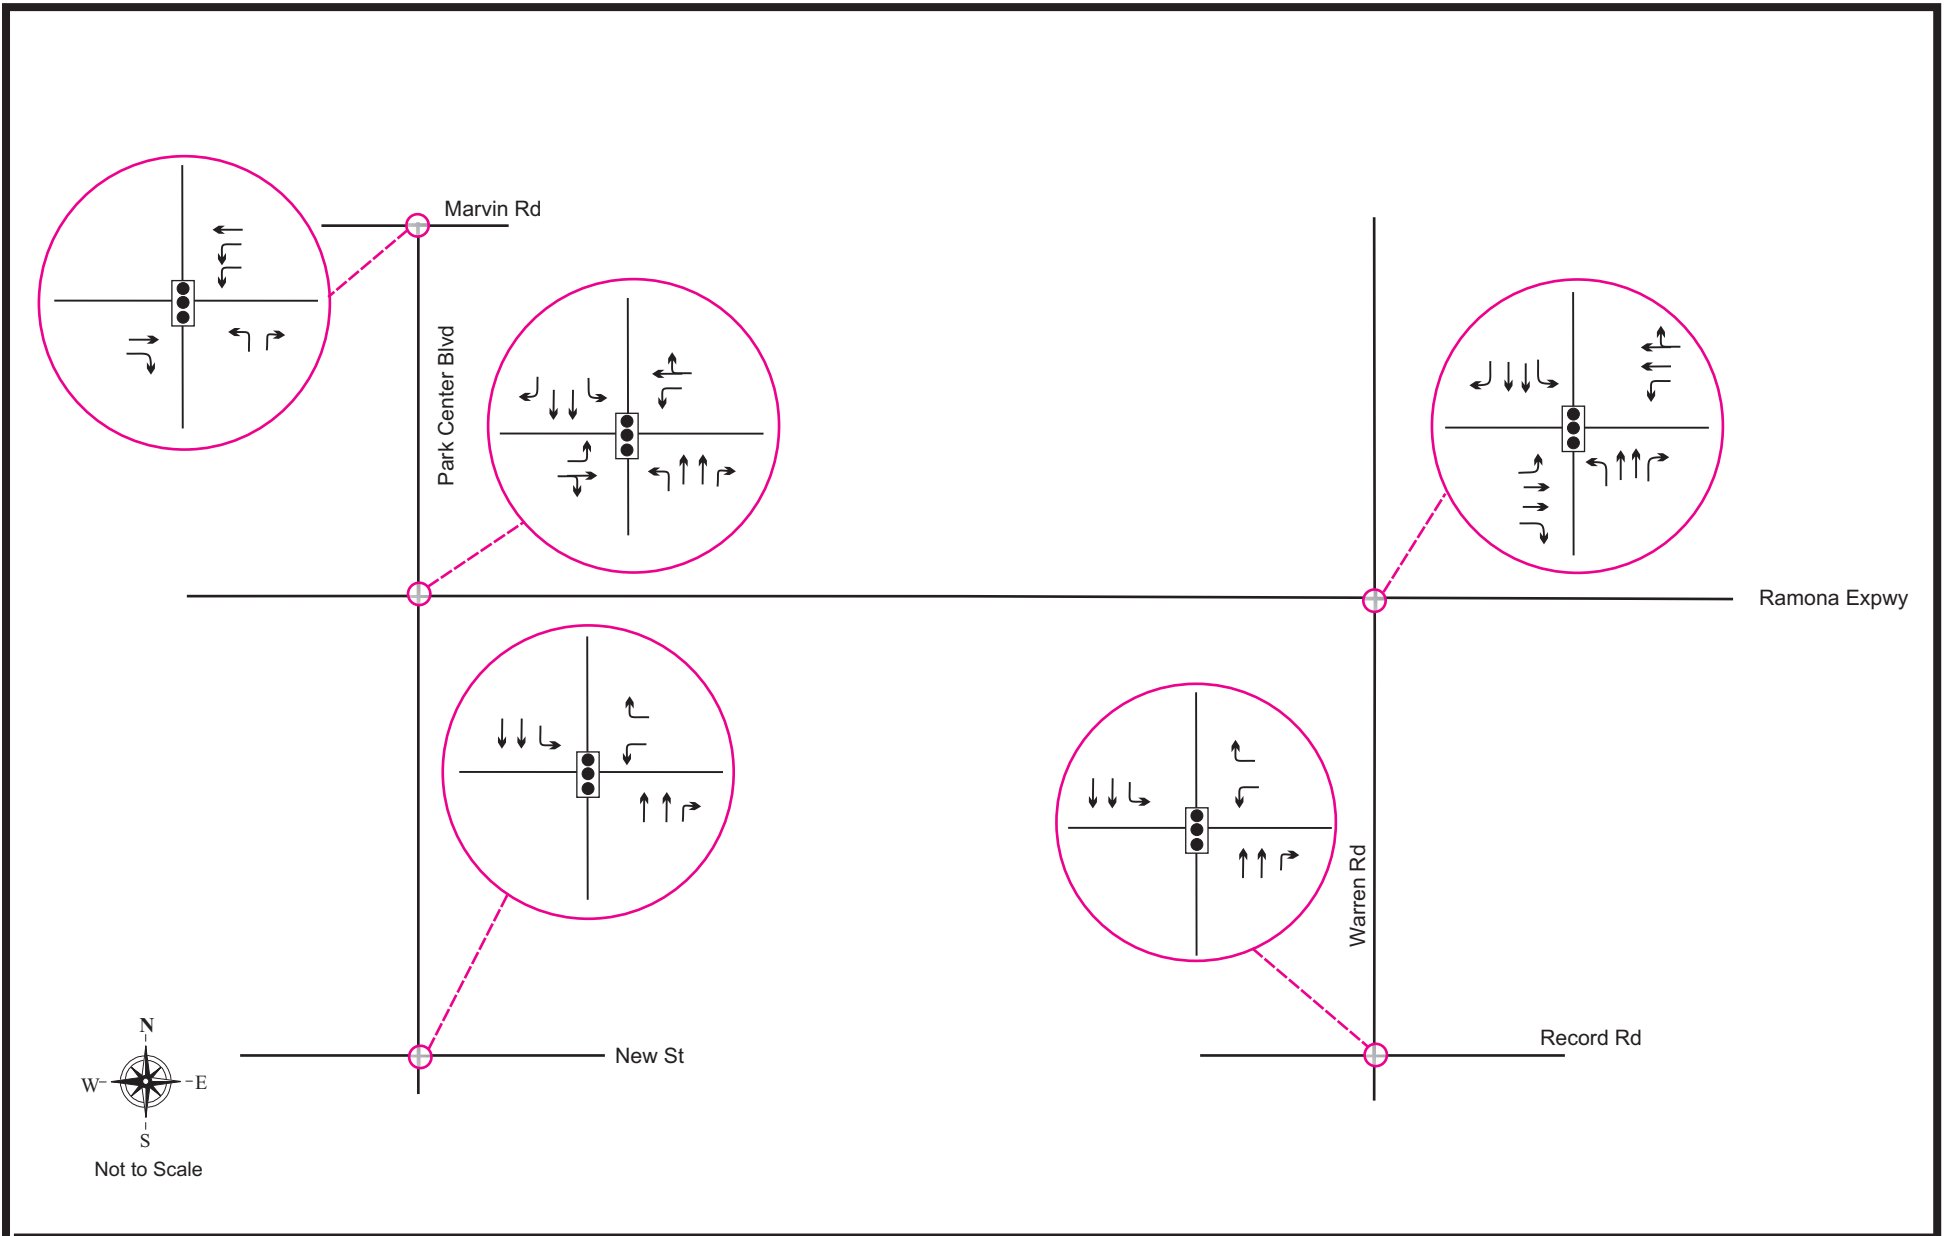 Marvin Rd
Park Center Blvd
Ramona Expwy
Warren Rd
New St
Record Rd
N
W
E
S
Not to Scale